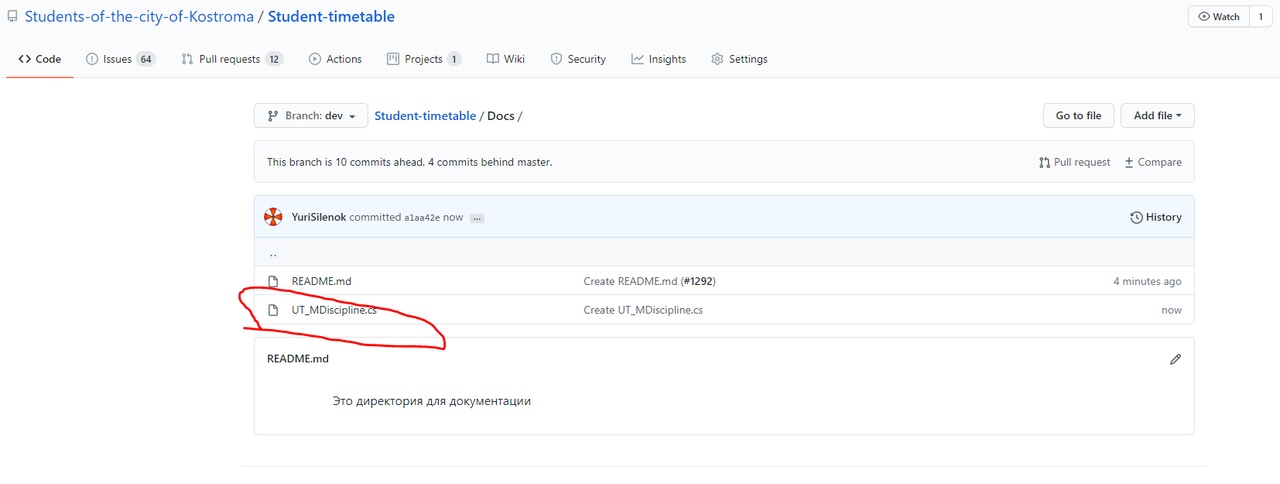 Students-of-the-city-of-Kostroma / Student-timetable
Watch 1
Code Issues 64 Pull requests 12 Actions Projects 1 Wiki Security Insights Settings
Branch: dev Student-timetable / Docs / Go to file Add file
This branch is 10 commits ahead, 4 commits behind master. Pull request Compare
YuriSilenok committed a1aa42e now ... History
..
README.md Create README.md (#1292) 4 minutes ago
UT_MDiscipline.cs Create UT_MDiscipline.cs now
README.md
Это директория для документации